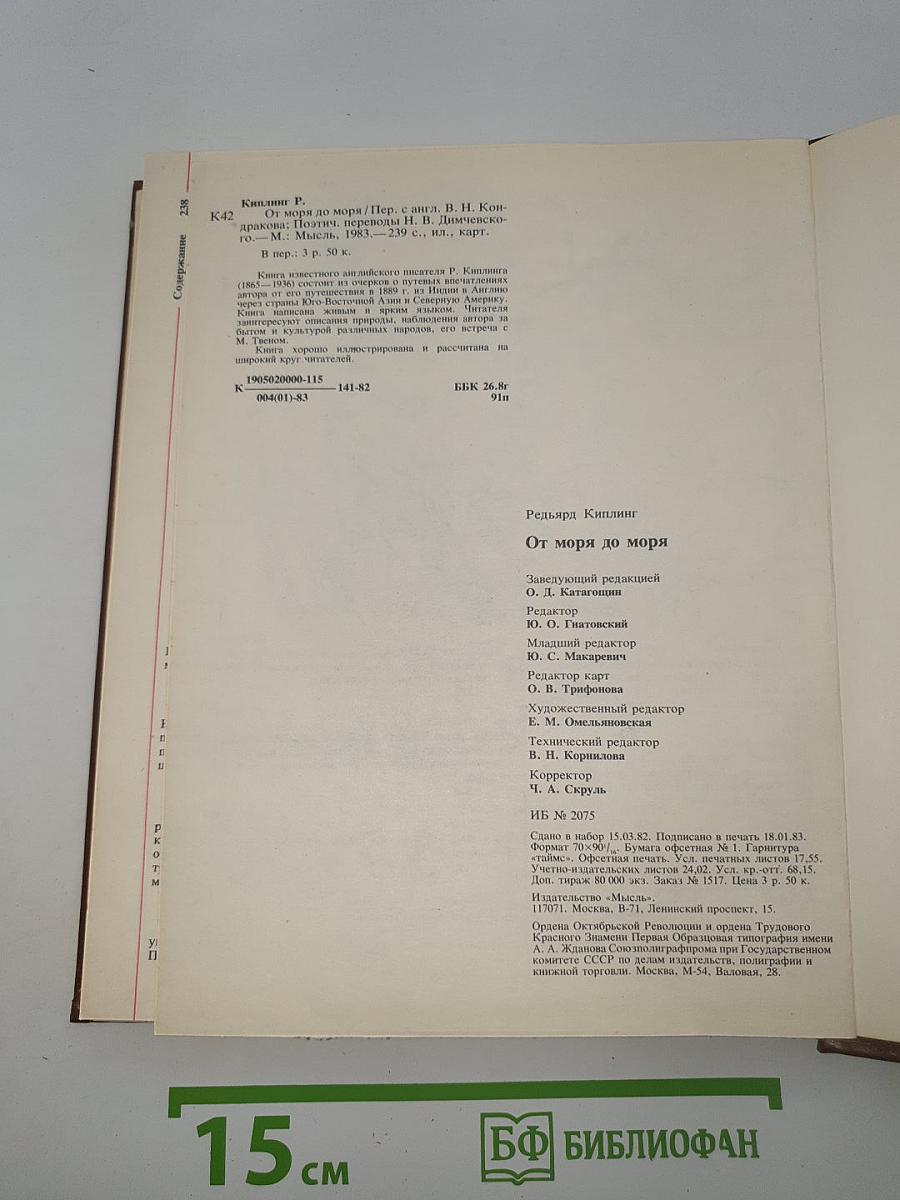 Содержание 238
Киплинг Р.
К42 От моря до моря / Пер. с англ. В. Н. Кон-
дракова; Поэтич. переводы Н. В. Димчевско-
го.— М.: Мысль, 1983.—239 с., ил., карт.
В пер.: 3 р. 50 к.
Книга известного английского писателя Р. Киплинга
(1865—1936) состоит из очерков о путевых впечатлениях
автора от его путешествия в 1889 г. из Индии в Англию
через страны Юго-Восточной Азии и Северную Америку.
Книга написана живым и ярким языком. Читателя
заинтересуют описания природы, наблюдения автора за
бытом и культурой различных народов, его встреча с
М. Твеном.
Книга хорошо иллюстрирована и рассчитана на
широкий круг читателей.
К 1905020000-115 141-82
004(01)-83
ББК 26.8г
91п
Редьярд Киплинг
От моря до моря
Заведующий редакцией
О. Д. Катагощин
Редактор
Ю. О. Гнатовский
Младший редактор
Ю. С. Макаревич
Редактор карт
О. В. Трифонова
Художественный редактор
Е. М. Омельяновская
Технический редактор
В. Н. Корнилова
Корректор
Ч. А. Скруль
ИБ № 2075
Сдано в набор 15.03.82. Подписано в печать 18.01.83.
Формат 70×90¹/₁₆. Бумага офсетная № 1. Гарнитура
«таймс». Офсетная печать. Усл. печатных листов 17,55.
Учетно-издательских листов 24,02. Усл. кр.-отт. 68,15.
Доп. тираж 80 000 экз. Заказ № 1517. Цена 3 р. 50 к.
Издательство «Мысль».
117071. Москва, В-71, Ленинский проспект, 15.
Ордена Октябрьской Революции и ордена Трудового
Красного Знамени Первая Образцовая типография имени
А. А. Жданова Союзполиграфпрома при Государственном
комитете СССР по делам издательств, полиграфии и
книжной торговли. Москва, М-54, Валовая, 28.
15 см
БФ БИБЛИОФАН